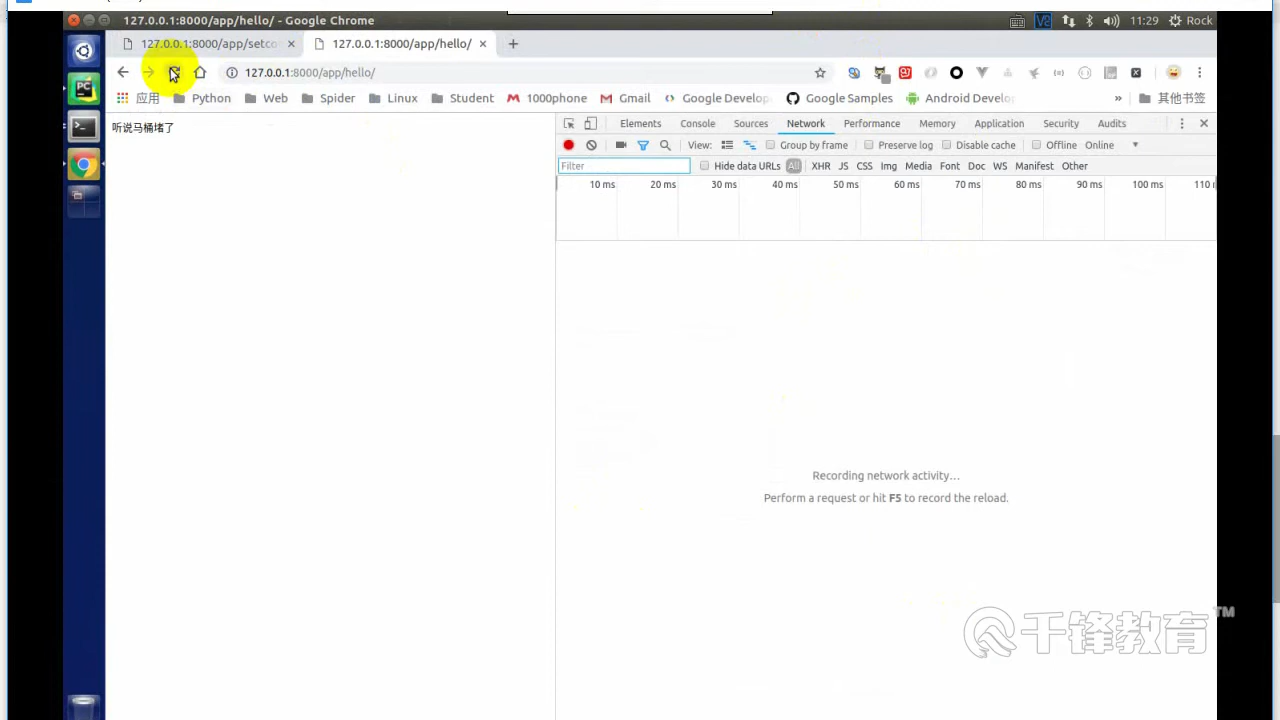 127.0.0.1:8000/app/hello/ - Google Chrome
11:29 Rock
127.0.0.1:8000/app/setco
127.0.0.1:8000/app/hello/
127.0.0.1:8000/app/hello/
应用 Python Web Spider Linux Student 1000phone Gmail Google Develop Google Samples Android Develo » 其他书签
听说马桶堵了
Elements Console Sources Network Performance Memory Application Security Audits
View: Group by frame Preserve log Disable cache Offline Online
Filter Hide data URLs All XHR JS CSS Img Media Font Doc WS Manifest Other
10 ms 20 ms 30 ms 40 ms 50 ms 60 ms 70 ms 80 ms 90 ms 100 ms 110
Recording network activity…
Perform a request or hit F5 to record the reload.
千锋教育 TM